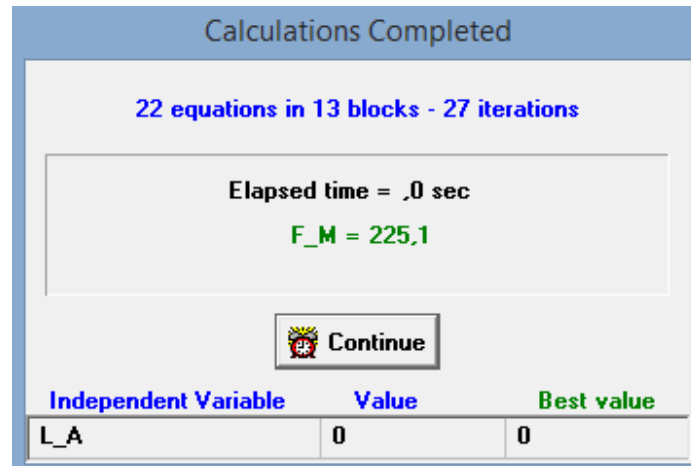 Calculations Completed
22 equations in 13 blocks - 27 iterations
Elapsed time = ,0 sec
F_M = 225,1
Continue
Independent Variable Value Best value
L_A 0 0